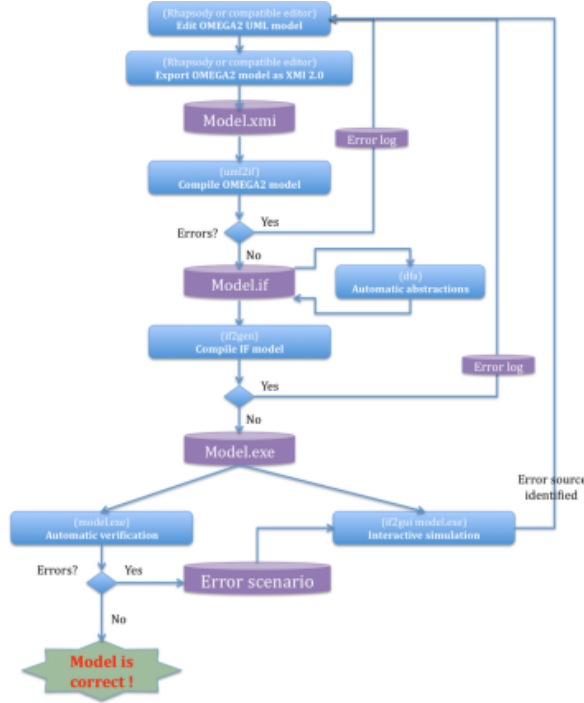 (Rhapsody or compatible editor)
Edit OMEGA2 UML model
(Rhapsody or compatible editor)
Export OMEGA2 model as XMI 2.0
Model.xmi
Error log
(uml2if)
Compile OMEGA2 model
Errors?
Yes
No
Model.if
(dfa)
Automatic abstractions
(if2gen)
Compile IF model
Error log
Yes
No
Model.exe
Error source
identified
(model.exe)
Automatic verification
(if2gui model.exe)
Interactive simulation
Errors?
Yes
Error scenario
No
Model is
correct !